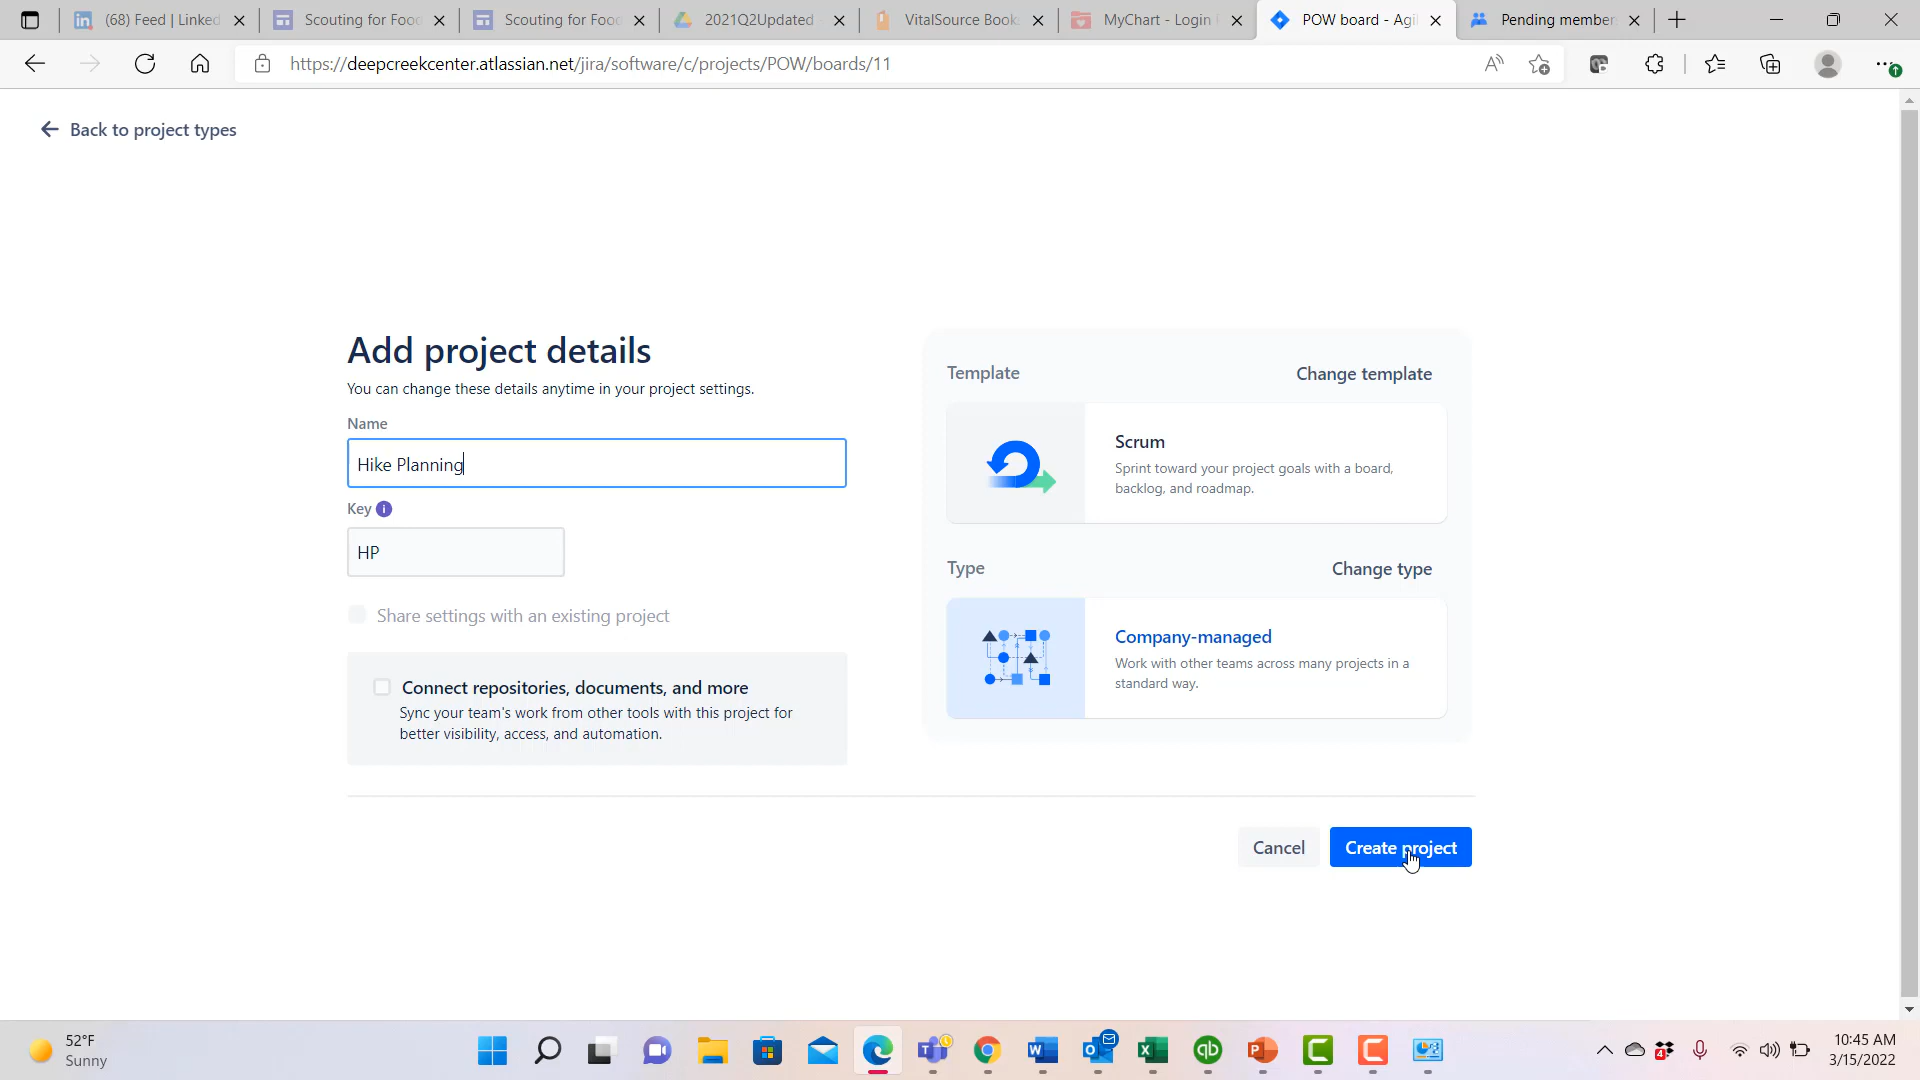 (68) Feed | Linked
Scouting for Food
Scouting for Food
2021Q2Updated
VitalSource Book
MyChart - Login
POW board - Agi
Pending member
https://deepcreekcenter.atlassian.net/jira/software/c/projects/POW/boards/11
Back to project types
Add project details
You can change these details anytime in your project settings.
Name
Hike Planning
Key
HP
Share settings with an existing project
Connect repositories, documents, and more
Sync your team's work from other tools with this project for
better visibility, access, and automation.
Template
Change template
Scrum
Sprint toward your project goals with a board,
backlog, and roadmap.
Type
Change type
Company-managed
Work with other teams across many projects in a
standard way.
Cancel
Create project
52°F
Sunny
10:45 AM
3/15/2022